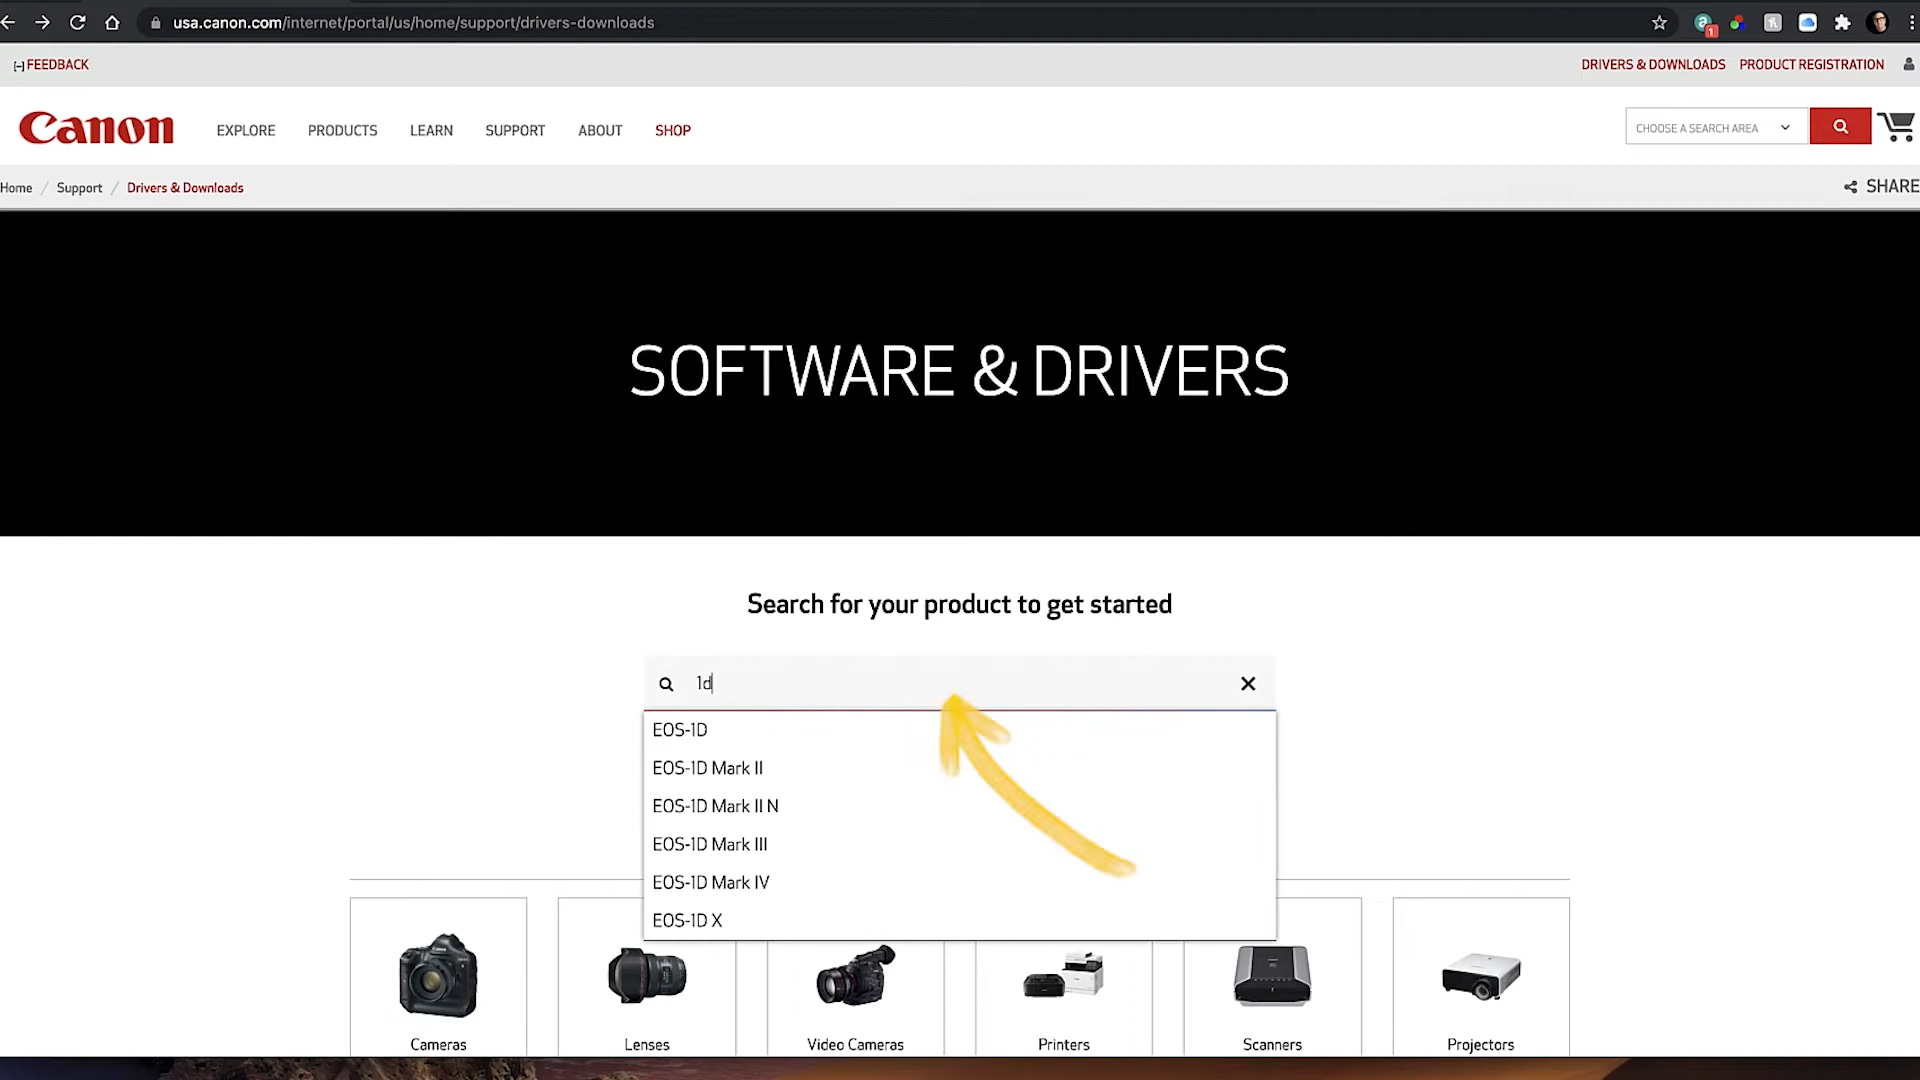 usa.canon.com/internet/portal/us/home/support/drivers-downloads
1
[-] FEEDBACK
DRIVERS & DOWNLOADS PRODUCT REGISTRATION
Canon
EXPLORE PRODUCTS LEARN SUPPORT ABOUT SHOP
CHOOSE A SEARCH AREA
Home / Support / Drivers & Downloads
SHARE
SOFTWARE & DRIVERS
Search for your product to get started
1d
EOS-1D
EOS-1D Mark II
EOS-1D Mark II N
EOS-1D Mark III
EOS-1D Mark IV
EOS-1D X
Cameras Lenses Video Cameras Printers Scanners Projectors